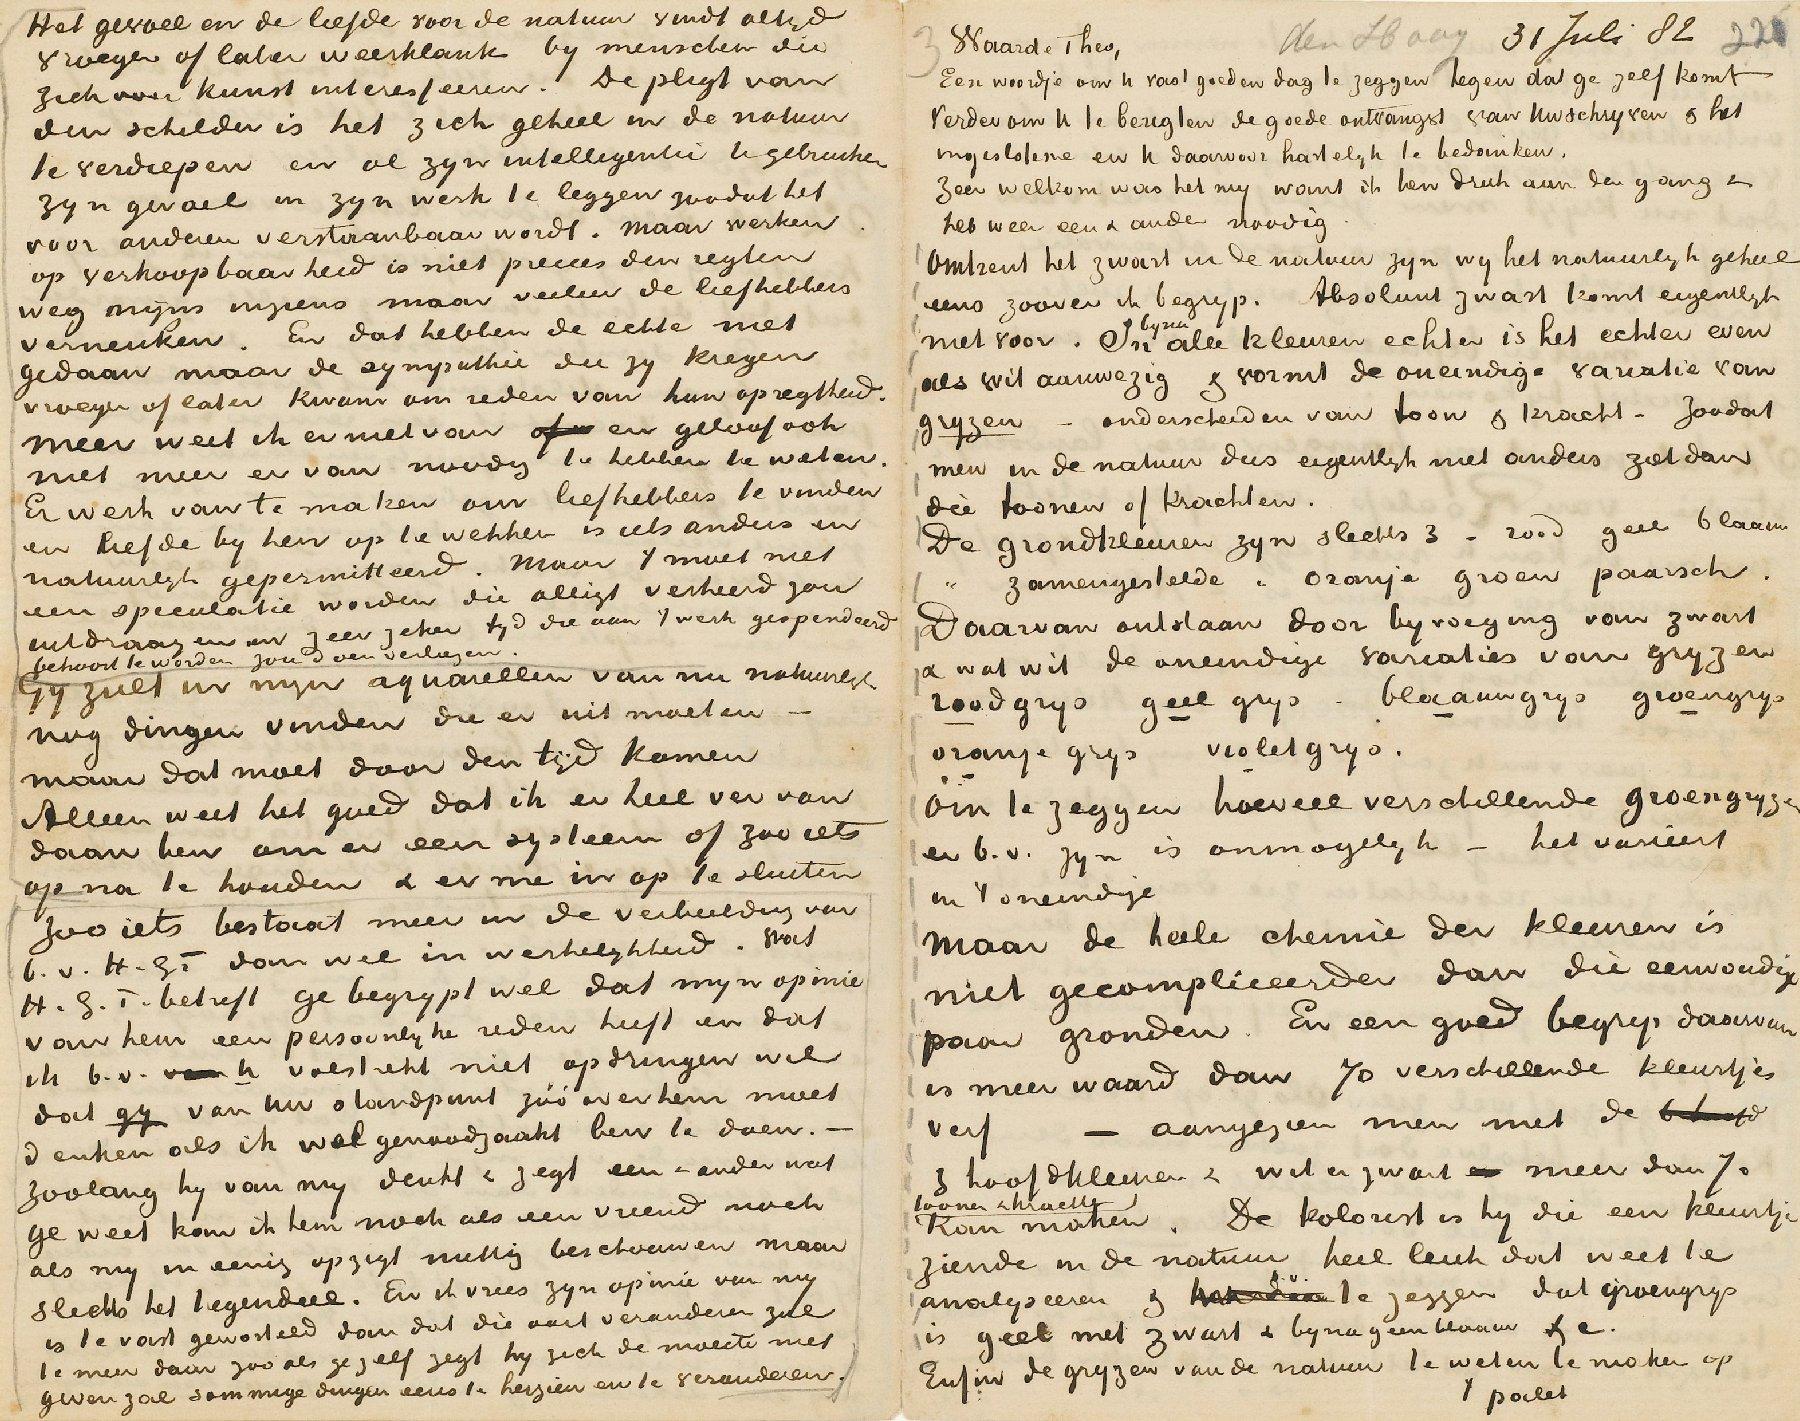 Het gevoel en de liefde voor de natuur vindt altyd
vroeger of later weerklank by menschen die
zich voor kunst interesseeren. De pligt van
den schilder is het zich geheel in de natuur
te verdiepen en al zyn intelligentie te gebruiken
zyn gevoel in zyn werk te leggen zoodat het
voor anderen verstaanbaar wordt. Maar werken
op verkoopbaarheid is niet precies den regten
weg myns inziens maar veeleer de liefhebbers
verneuken. En dat hebben de echte niet
gedaan maar de sympathie die zy kregen
vroeger of later kwam om reden van hun opregtheid.
Meer weet ik er niet van en geloof ook
niet meer er van noodig te hebben te weten.
Er werk van te maken om liefhebbers te vinden
en liefde by hen op te wekken is iets anders en
natuurlyk gepermitteerd. Maar 't moet niet
een speculatie worden die alligt verkeerd zou
uitdraayen en zeer zeker tyd die aan 't werk gespendeerd
behoort te worden zou doen verliezen.
Gy zult in myn aquarellen van nu natuurlyk
nog dingen vinden die er uit moeten —
maar dat moet door den tyd komen
Alleen weet het goed dat ik er heel ver van
daan ben om er een systeem of zoo iets
op na te houden & er me in op te sluiten
Zoo iets bestaat meer in de verbeelding van
b.v. H.G.T. dan wel in werkelykheid. Wat
H.G.T. betreft ge begrypt wel dat myn opinie
van hem een persoonlyke reden heeft en dat
ik b.v. u volstrekt niet opdringen wil
dat gy van uw standpunt zóó over hem moet
denken als ik wel genoodzaakt ben te doen. —
Zoolang hy van my denkt & zegt een & ander wat
ge weet kan ik hem noch als een vriend noch
als my in eenig opzigt nuttig beschouwen maar
slechts het tegendeel. En ik vrees zyn opinie van my
is te vast geworteld dan dat die ooit veranderen zal
te meer daar zoo als ge zelf zegt hy zich de moeite niet
geven zal sommige dingen eens te herzien en te veranderen.
den Haag 31 Juli 82
Waarde Theo,
Een woordje om u vast goeden dag te zeggen tegen dat ge zelf komt
Verder om u te berigten de goede ontvangst van uw schryven & het
ingeslotene en u daarvoor hartelyk te bedanken.
Zeer welkom was het my want ik ben druk aan den gang &
heb weer een & ander noodig.
Omtrent het zwart in de natuur zyn wy het natuurlyk geheel
eens zoover ik begryp. Absoluut zwart komt eigentlyk
niet voor. In byna alle kleuren echter is het echter even
als wit aanwezig & vormt de oneindige variatie van
gryzen – onderscheiden van toon & kracht – Zoodat
men in de natuur dus eigentlyk niet anders ziet dan
die toonen of krachten.
De grondkleuren zyn slechts 3 – rood geel blaauw
" zamengestelde " oranje groen paarsch.
Daarvan ontstaan door byvoeging van zwart
& wat wit de oneindige variaties van gryzen
roodgrys geel grys – blaauwgrys groengrys
oranje grys violetgrys.
Om te zeggen hoeveel verschillende groengryzen
er b.v. zyn is onmogelyk – het varieert
in 't oneindige
Maar de heele chemie der kleuren is
niet gecompliceerder dan die eenvoudige
paar gronden. En een goed begrip daarvan
is meer waard dan 70 verschillende kleurtjes
verf — aangezien men met de
3 hoofdkleuren & wit en zwart meer dan 70
toonen & krachten
kan maken. De kolorist is hy die een kleurtje
ziende in de natuur heel leuk dat weet te
analyseeren & te zeggen dat groengrys
is geel met zwart & byna geen blaauw &c.
Enfin de gryzen van de natuur te weten te maken op
't palet